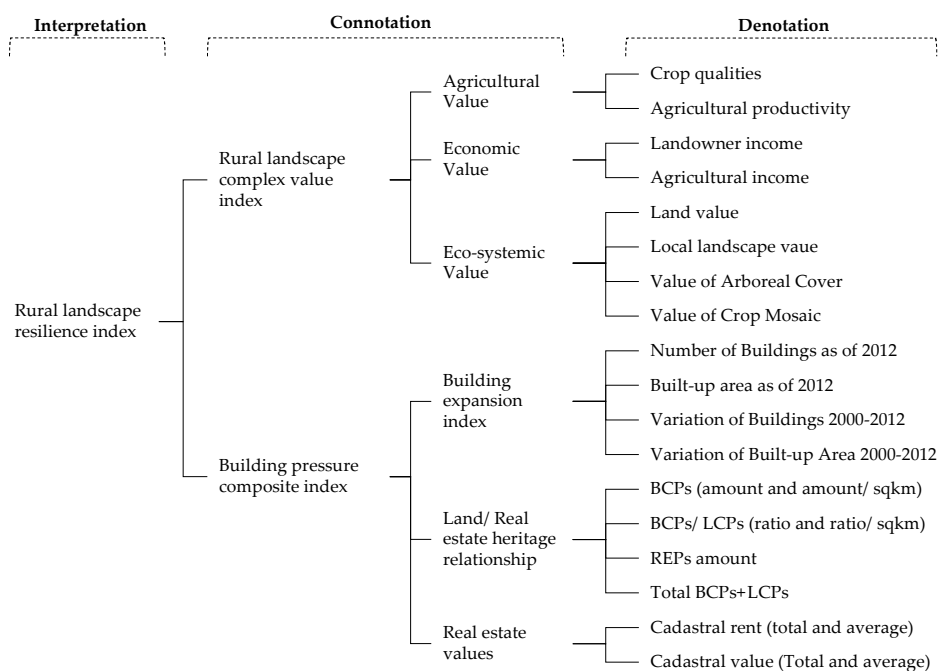 Interpretation
Connotation
Denotation
Rural landscape
resilience index
Rural landscape
complex value
index
Building pressure
composite index
Agricultural
Value
Economic
Value
Eco-systemic
Value
Building
expansion
index
Land/ Real
estate heritage
relationship
Real estate
values
Crop qualities
Agricultural productivity
Landowner income
Agricultural income
Land value
Local landscape vaue
Value of Arboreal Cover
Value of Crop Mosaic
Number of Buildings as of 2012
Built-up area as of 2012
Variation of Buildings 2000-2012
Variation of Built-up Area 2000-2012
BCPs (amount and amount/ sqkm)
BCPs/ LCPs (ratio and ratio/ sqkm)
REPs amount
Total BCPs+LCPs
Cadastral rent (total and average)
Cadastral value (Total and average)